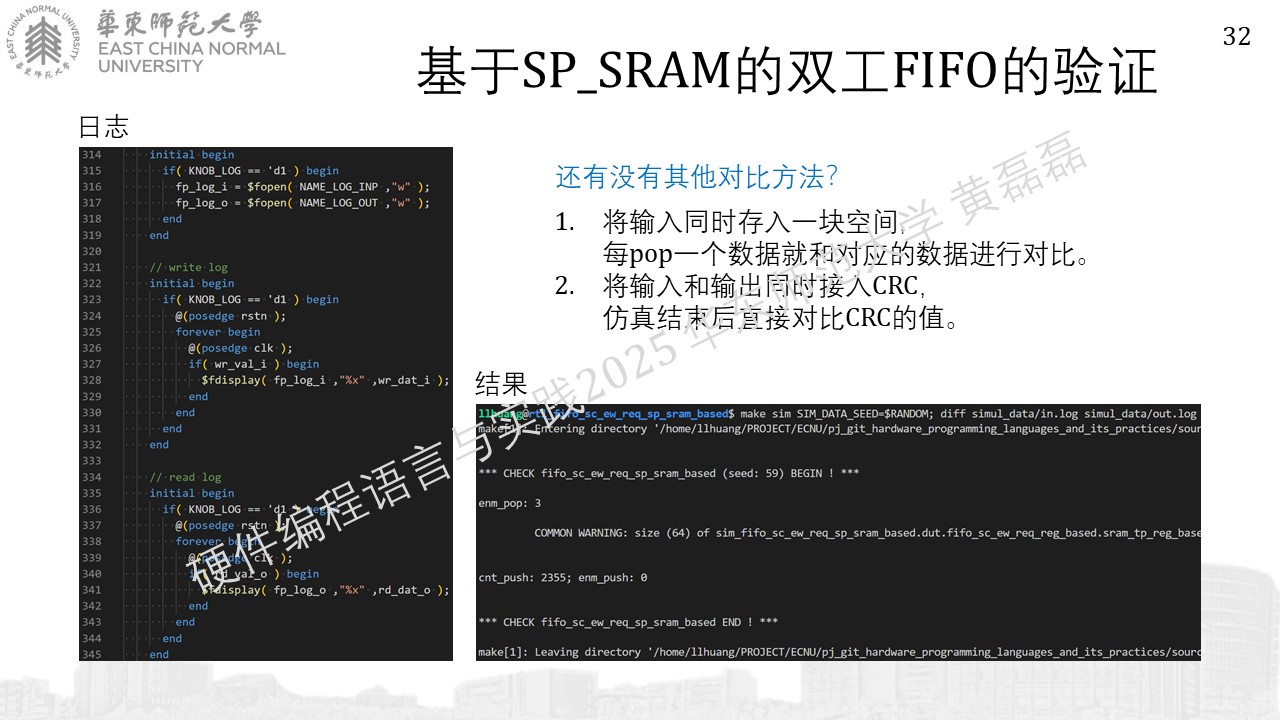 EAST CHINA NORMAL UNIVERSITY
華東師範大學
華東師範大學
EAST CHINA NORMAL
UNIVERSITY
32
基于SP_SRAM的双工FIFO的验证
日志
314 initial begin
315 if( KNOB_LOG == 'd1 ) begin
316 fp_log_i = $fopen( NAME_LOG_INP ,"w" );
317 fp_log_o = $fopen( NAME_LOG_OUT ,"w" );
318 end
319 end
320
321 // write log
322 initial begin
323 if( KNOB_LOG == 'd1 ) begin
324 @(posedge rstn );
325 forever begin
326 @(posedge clk );
327 if( wr_val_i ) begin
328 $fdisplay( fp_log_i ,"%x" ,wr_dat_i );
329 end
330 end
331 end
332 end
333
334 // read log
335 initial begin
336 if( KNOB_LOG == 'd1 ) begin
337 @(posedge rstn );
338 forever begin
339 @(posedge clk );
340 if( rd_val_o ) begin
341 $fdisplay( fp_log_o ,"%x" ,rd_dat_o );
342 end
343 end
344 end
345 end
还有没有其他对比方法？
1. 将输入同时存入一块空间，
每pop一个数据就和对应的数据进行对比。
2. 将输入和输出同时接入CRC，
仿真结束后直接对比CRC的值。
结果
fifo_sc_ew_req_sp_sram_based$ make sim SIM_DATA_SEED=$RANDOM; diff simul_data/in.log simul_data/out.log
make[1]: Entering directory '/home/llhuang/PROJECT/ECNU/pj_git_hardware_programming_languages_and_its_practices/sour
*** CHECK fifo_sc_ew_req_sp_sram_based (seed: 59) BEGIN ! ***
enm_pop: 3
COMMON WARNING: size (64) of sim_fifo_sc_ew_req_sp_sram_based.dut.fifo_sc_ew_req_reg_based.sram_tp_reg_base
cnt_push: 2355; enm_push: 0
*** CHECK fifo_sc_ew_req_sp_sram_based END ! ***
make[1]: Leaving directory '/home/llhuang/PROJECT/ECNU/pj_git_hardware_programming_languages_and_its_practices/sourc
硬件编程语言与实践2025 华东师范大学 黄磊磊